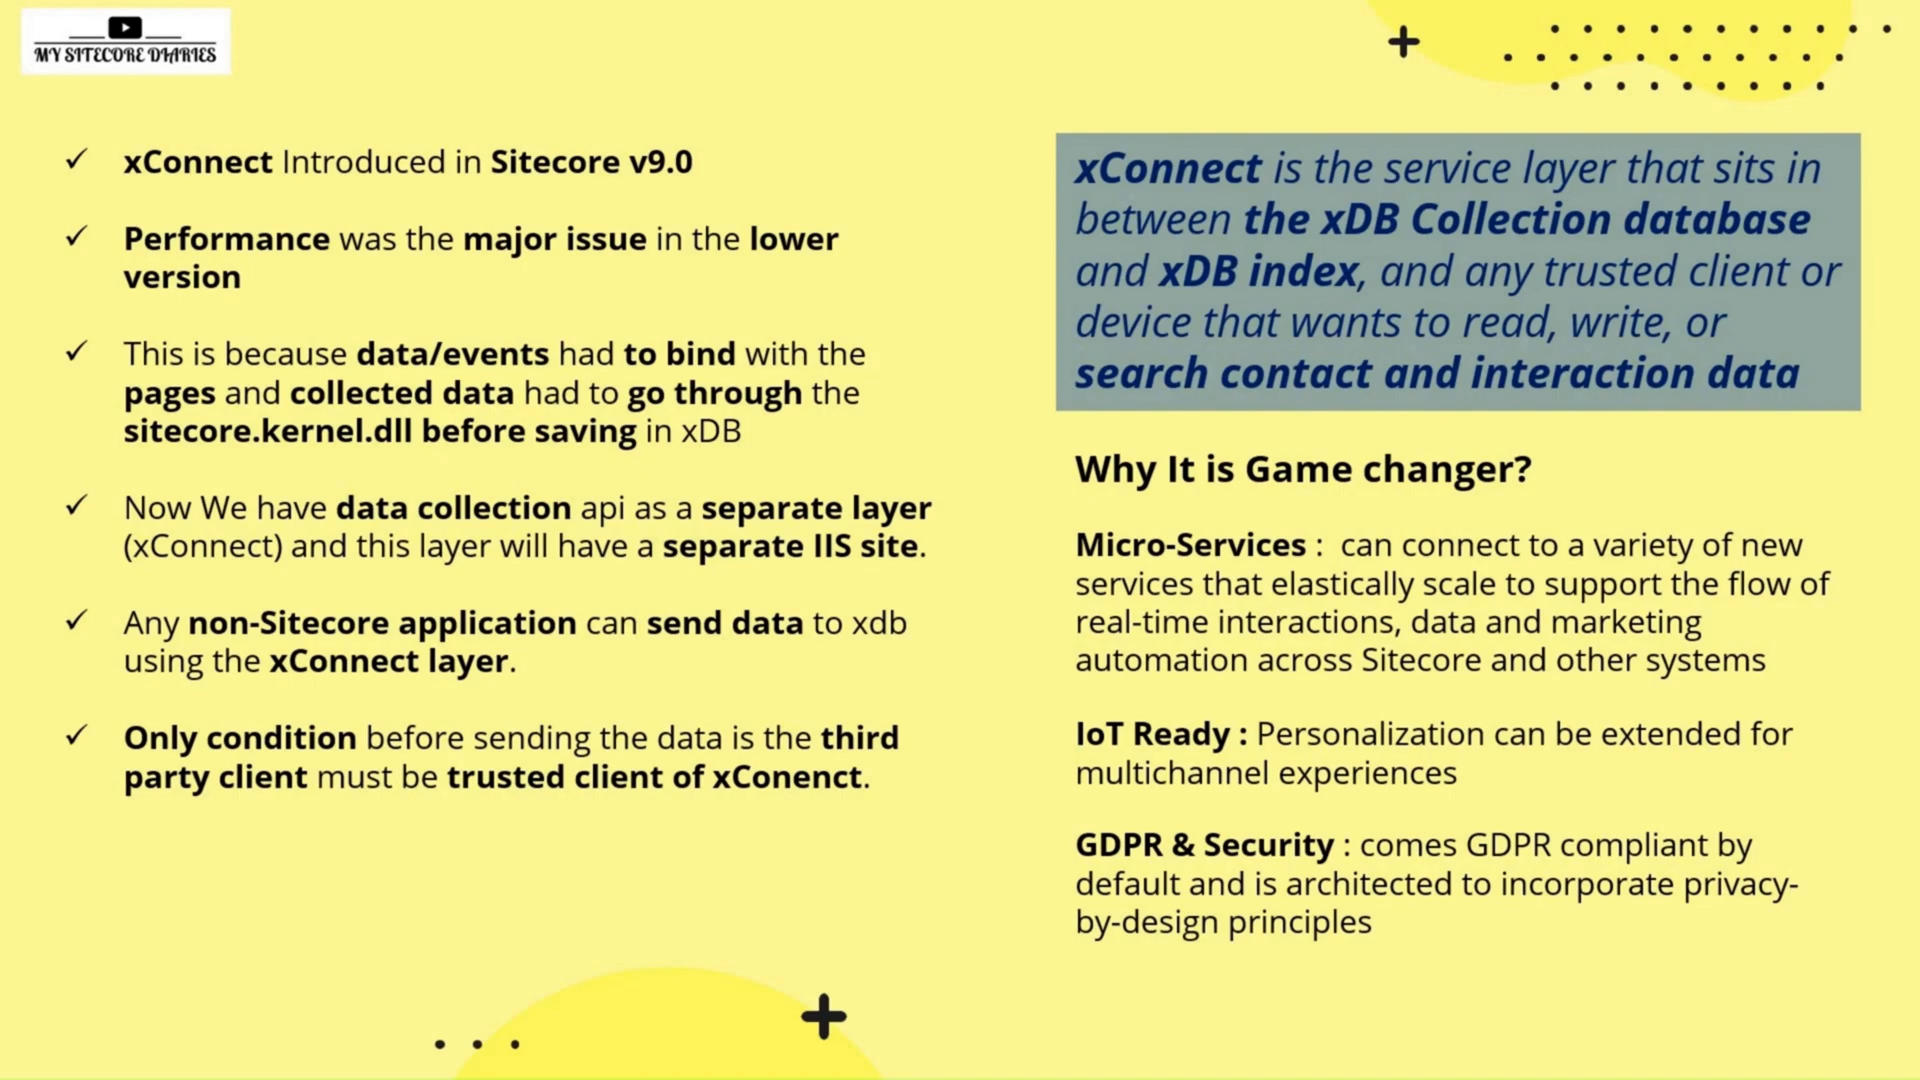 MY SITECORE DIARIES
✓ xConnect Introduced in Sitecore v9.0
✓ Performance was the major issue in the lower
version
✓ This is because data/events had to bind with the
pages and collected data had to go through the
sitecore.kernel.dll before saving in xDB
✓ Now We have data collection api as a separate layer
(xConnect) and this layer will have a separate IIS site.
✓ Any non-Sitecore application can send data to xdb
using the xConnect layer.
✓ Only condition before sending the data is the third
party client must be trusted client of xConenct.
xConnect is the service layer that sits in
between the xDB Collection database
and xDB index, and any trusted client or
device that wants to read, write, or
search contact and interaction data
Why It is Game changer?
Micro-Services : can connect to a variety of new
services that elastically scale to support the flow of
real-time interactions, data and marketing
automation across Sitecore and other systems
IoT Ready : Personalization can be extended for
multichannel experiences
GDPR & Security : comes GDPR compliant by
default and is architected to incorporate privacy-
by-design principles